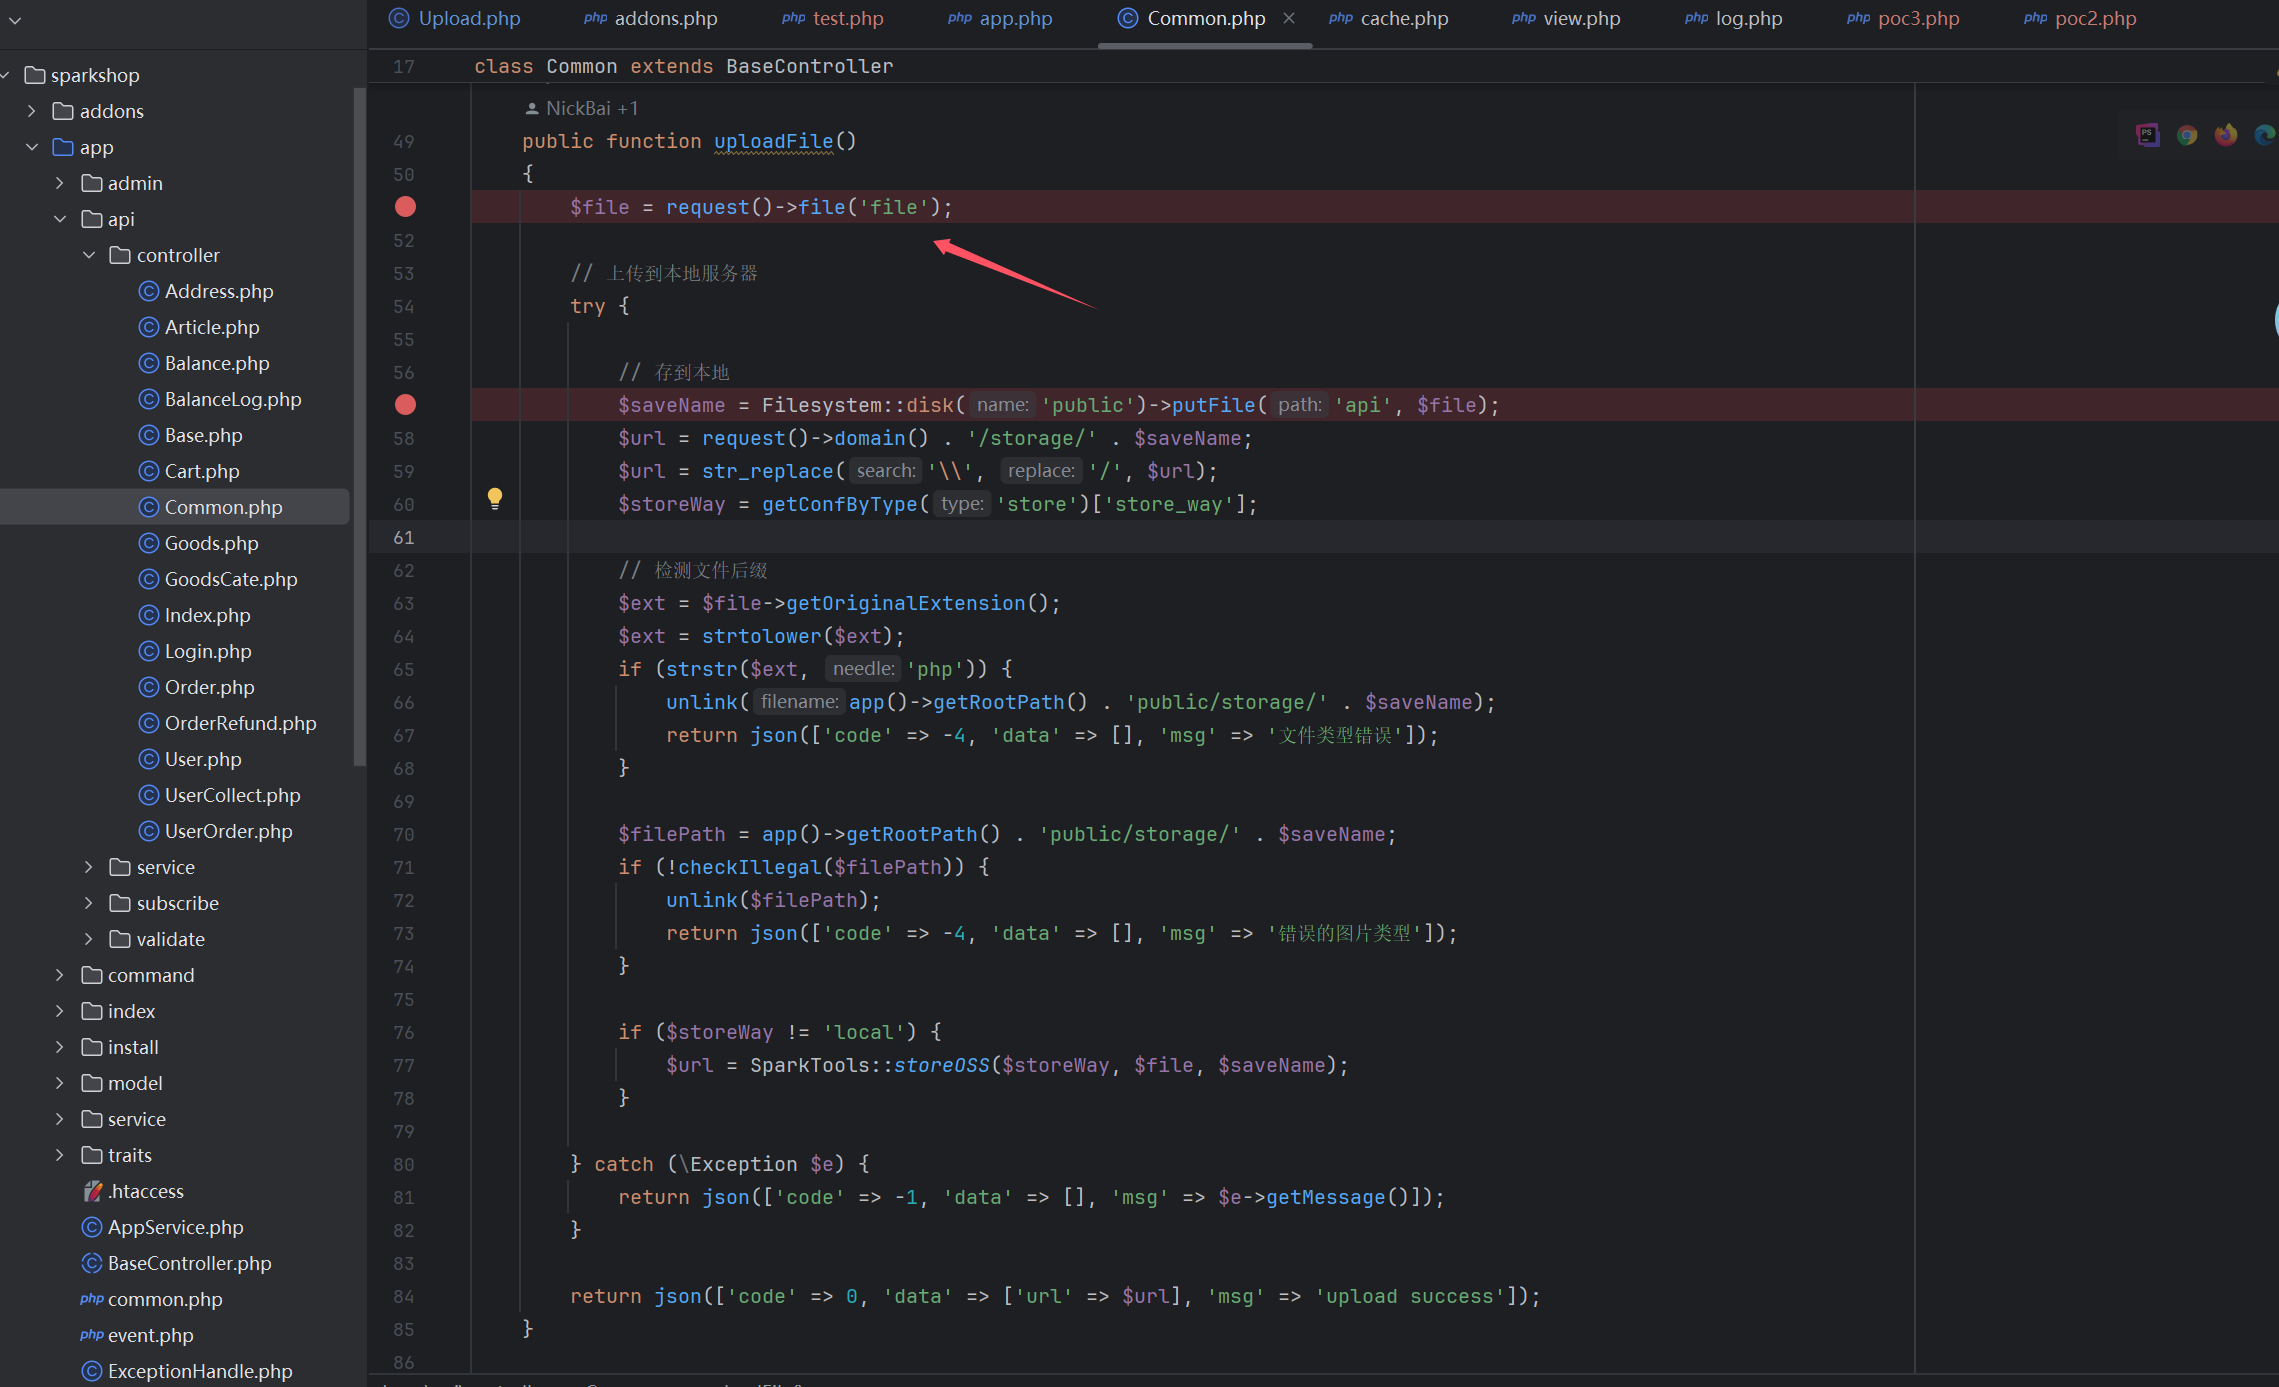 Upload.php
php addons.php
php test.php
php app.php
Common.php
php cache.php
php view.php
php log.php
php poc3.php
php poc2.php
sparkshop
addons
app
admin
api
controller
Address.php
Article.php
Balance.php
BalanceLog.php
Base.php
Cart.php
Common.php
Goods.php
GoodsCate.php
Index.php
Login.php
Order.php
OrderRefund.php
User.php
UserCollect.php
UserOrder.php
service
subscribe
validate
command
index
install
model
service
traits
.htaccess
AppService.php
BaseController.php
php common.php
php event.php
ExceptionHandle.php
17 class Common extends BaseController
NickBai +1
49 public function uploadFile()
50 {
$file = request()->file('file');
52
53 // 上传到本地服务器
54 try {
55
56 // 存到本地
$saveName = Filesystem::disk( name: 'public')->putFile( path: 'api', $file);
58 $url = request()->domain() . '/storage/' . $saveName;
59 $url = str_replace( search: '\\', replace: '/', $url);
60 $storeWay = getConfByType( type: 'store')['store_way'];
61
62 // 检测文件后缀
63 $ext = $file->getOriginalExtension();
64 $ext = strtolower($ext);
65 if (strstr($ext, needle: 'php')) {
66 unlink( filename: app()->getRootPath() . 'public/storage/' . $saveName);
67 return json(['code' => -4, 'data' => [], 'msg' => '文件类型错误']);
68 }
69
70 $filePath = app()->getRootPath() . 'public/storage/' . $saveName;
71 if (!checkIllegal($filePath)) {
72 unlink($filePath);
73 return json(['code' => -4, 'data' => [], 'msg' => '错误的图片类型']);
74 }
75
76 if ($storeWay != 'local') {
77 $url = SparkTools::storeOSS($storeWay, $file, $saveName);
78 }
79
80 } catch (\Exception $e) {
81 return json(['code' => -1, 'data' => [], 'msg' => $e->getMessage()]);
82 }
83
84 return json(['code' => 0, 'data' => ['url' => $url], 'msg' => 'upload success']);
85 }
86